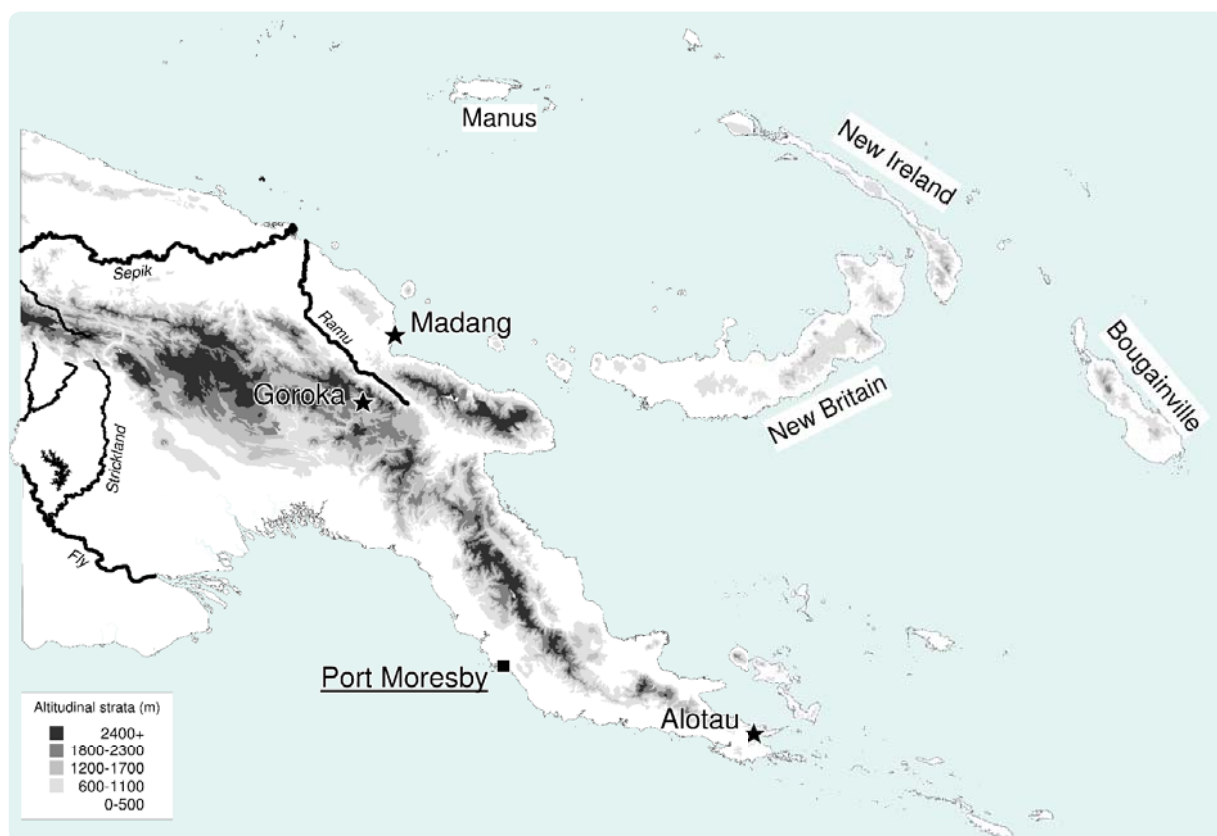 Manus
New Ireland
Sepik
Ramu
Madang
Goroka
New Britain
Bougainville
Strickland
Fly
Port Moresby
Alotau
Altitudinal strata (m)
2400+
1800-2300
1200-1700
600-1100
0-500